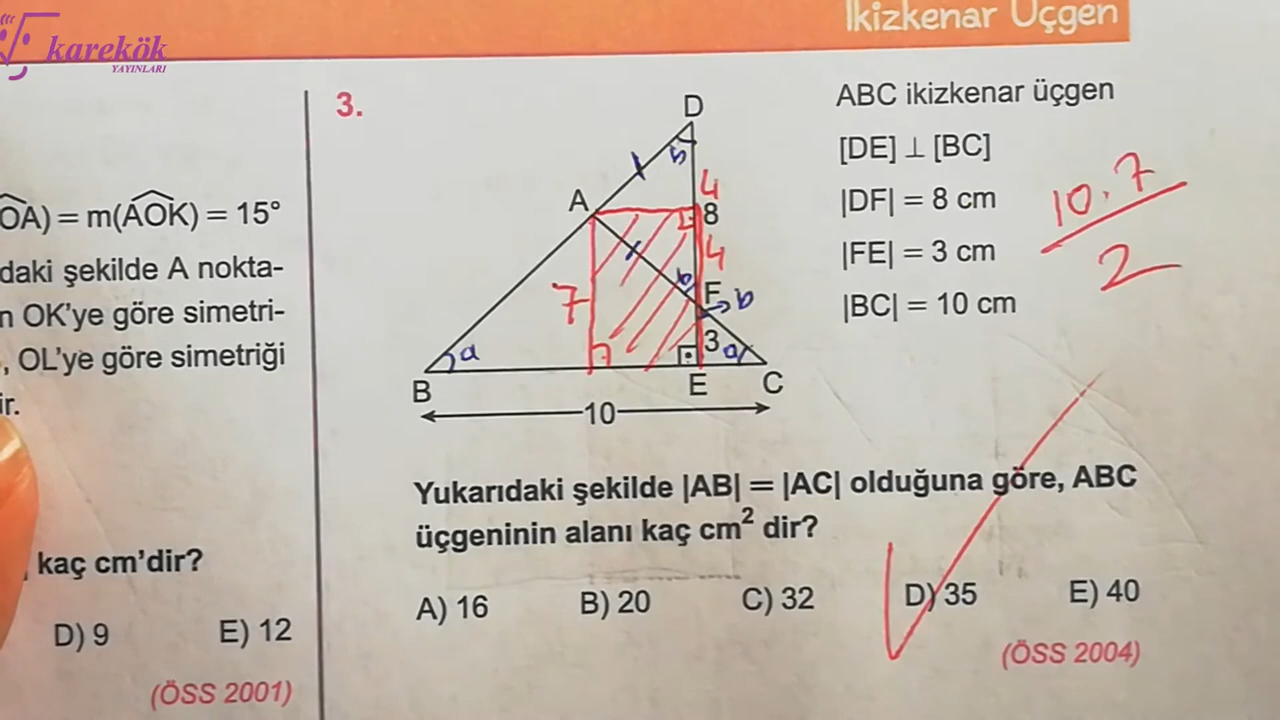 İkizkenar Üçgen
karekök
YAYINLARI
OA) = m(AOK) = 15°
daki şekilde A nokta-
n OK'ye göre simetri-
, OL'ye göre simetriği
ir.
kaç cm'dir?
D) 9 E) 12
(ÖSS 2001)
3.
D
b
4
A
8
4
7
b
F
b
3
a
a
B
E
C
10
ABC ikizkenar üçgen
[DE] ⊥ [BC]
|DF| = 8 cm
|FE| = 3 cm
|BC| = 10 cm
10.7
2
Yukarıdaki şekilde |AB| = |AC| olduğuna göre, ABC
üçgeninin alanı kaç cm² dir?
A) 16 B) 20 C) 32 D) 35 E) 40
(ÖSS 2004)